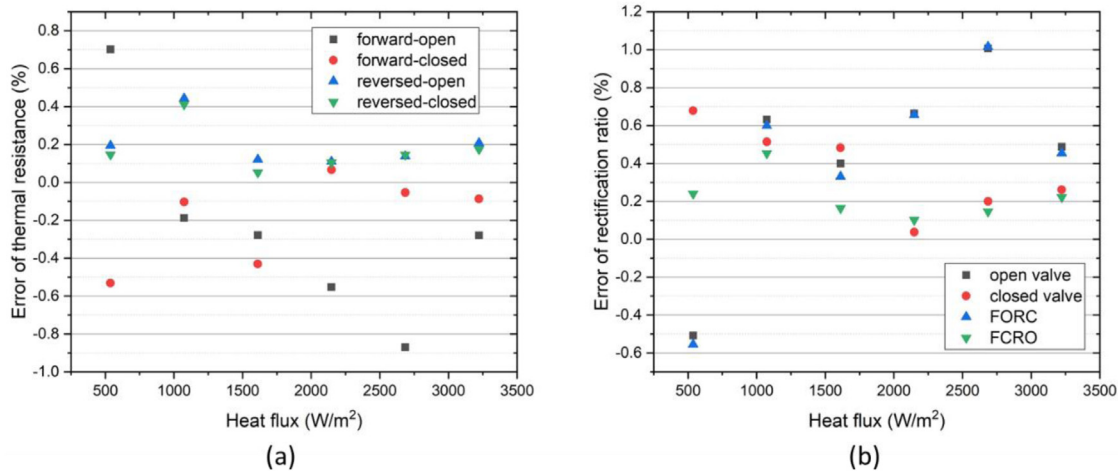 0.8
0.6
0.4
0.2
0.0
-0.2
-0.4
-0.6
-0.8
-1.0
Error of thermal resistance (%)
forward-open
forward-closed
reversed-open
reversed-closed
500 1000 1500 2000 2500 3000 3500
Heat flux (W/m²)
(a)
1.2
1.0
0.8
0.6
0.4
0.2
0.0
-0.2
-0.4
-0.6
Error of rectification ratio (%)
open valve
closed valve
FORC
FCRO
500 1000 1500 2000 2500 3000 3500
Heat flux (W/m²)
(b)